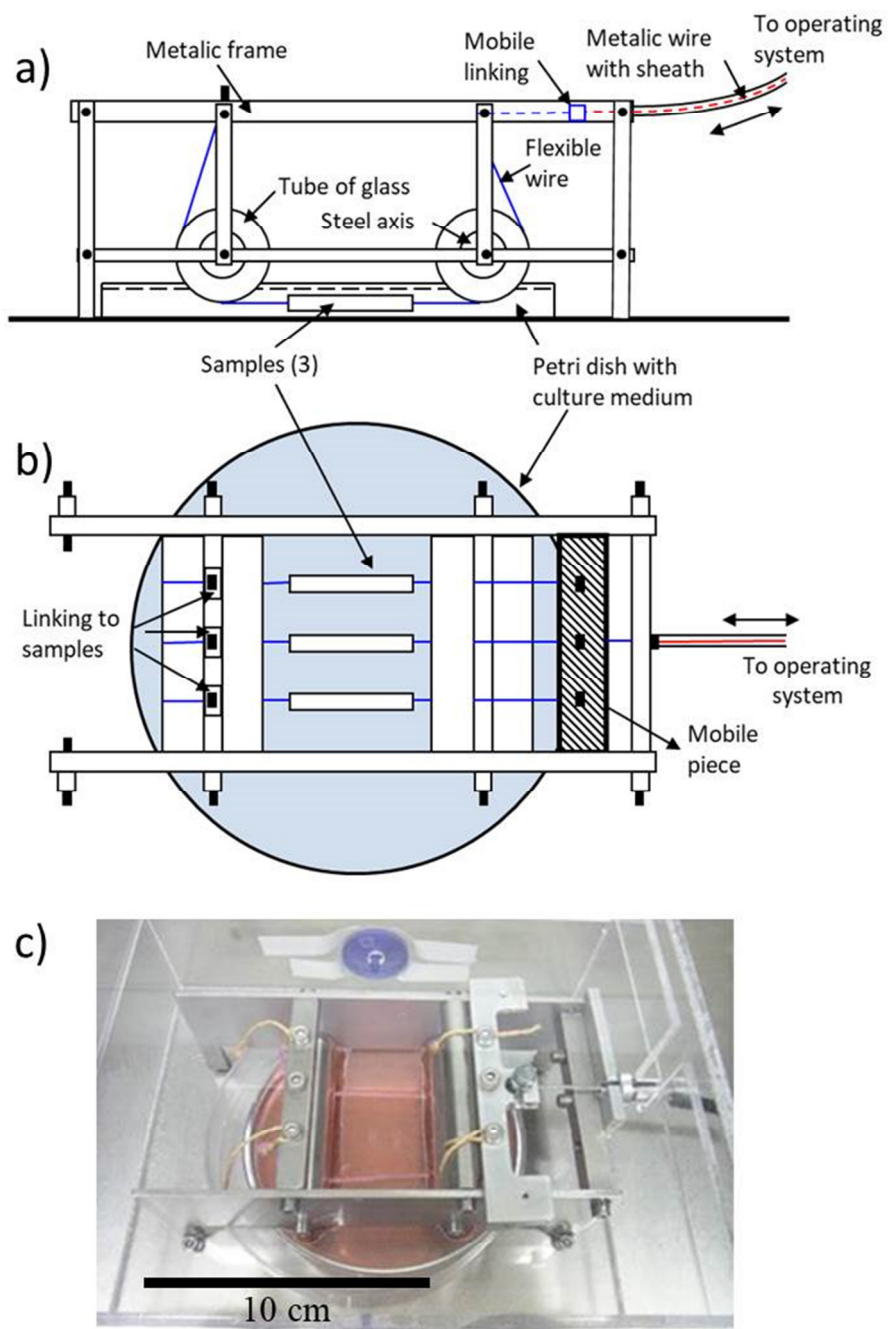 a)
Metalic frame
Mobile
linking
Metalic wire
with sheath
To operating
system
Flexible
wire
Tube of glass
Steel axis
Samples (3)
Petri dish with
culture medium
b)
Linking to
samples
To operating
system
Mobile
piece
c)
10 cm